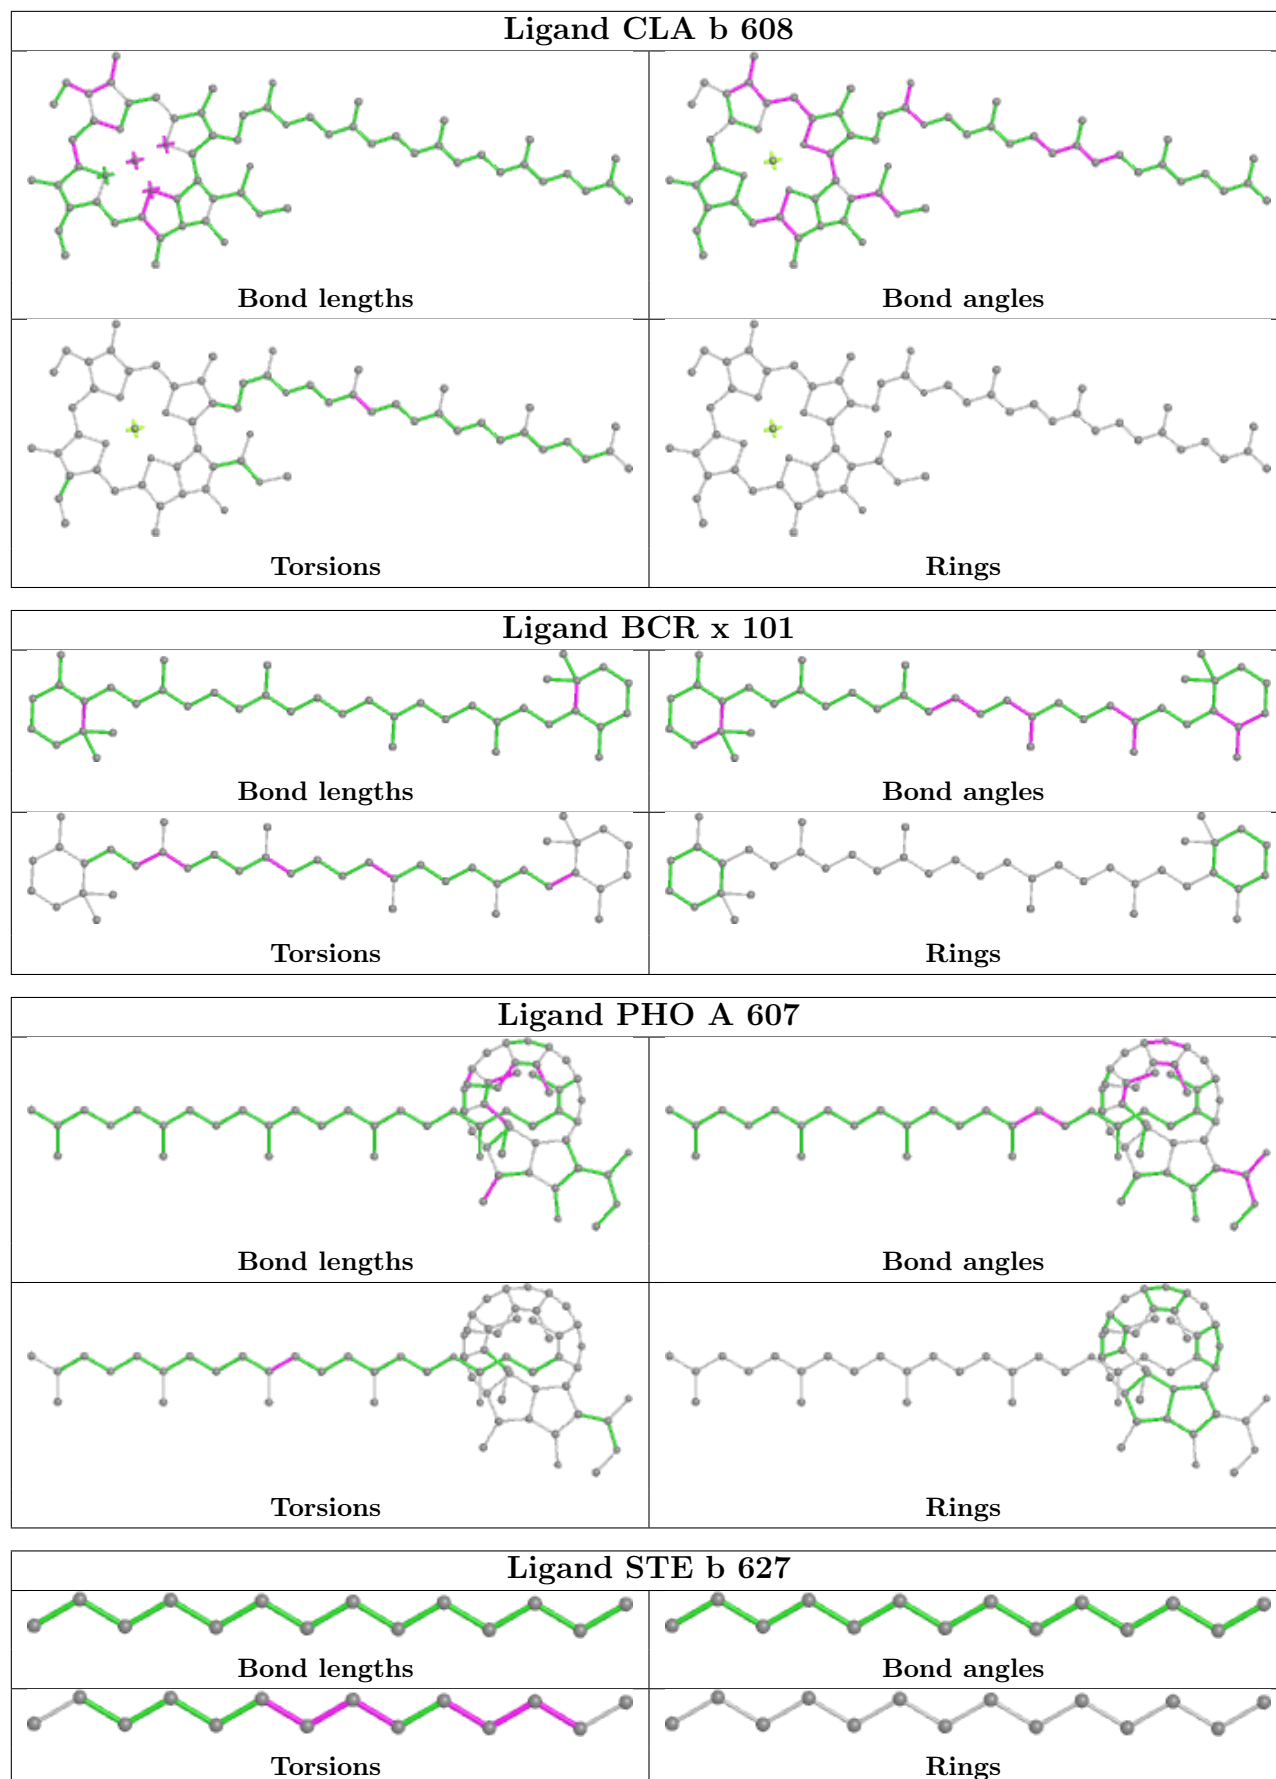 Ligand CLA b 608
Bond lengths Bond angles
Torsions Rings
Ligand BCR x 101
Bond lengths Bond angles
Torsions Rings
Ligand PHO A 607
Bond lengths Bond angles
Torsions Rings
Ligand STE b 627
Bond lengths Bond angles
Torsions Rings